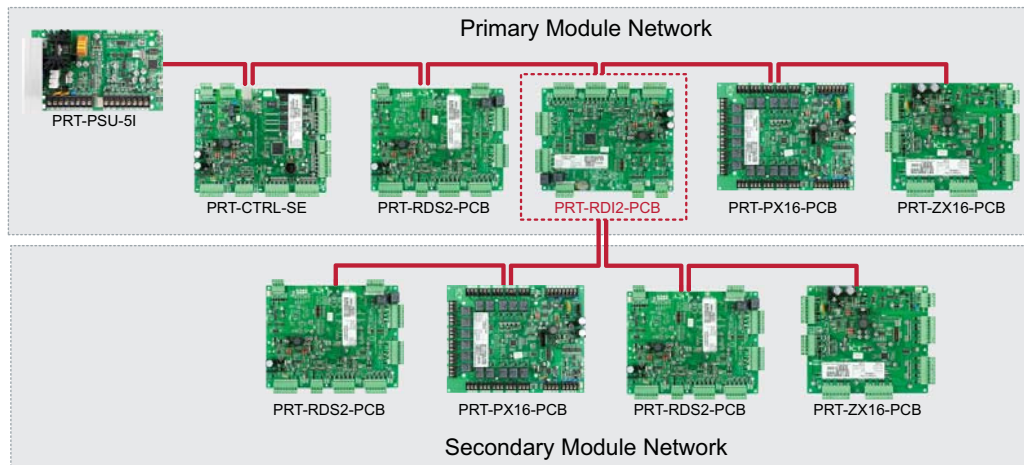 Primary Module Network
PRT-PSU-5I
PRT-CTRL-SE
PRT-RDS2-PCB
PRT-RDI2-PCB
PRT-PX16-PCB
PRT-ZX16-PCB
PRT-RDS2-PCB
PRT-PX16-PCB
PRT-RDS2-PCB
PRT-ZX16-PCB
Secondary Module Network